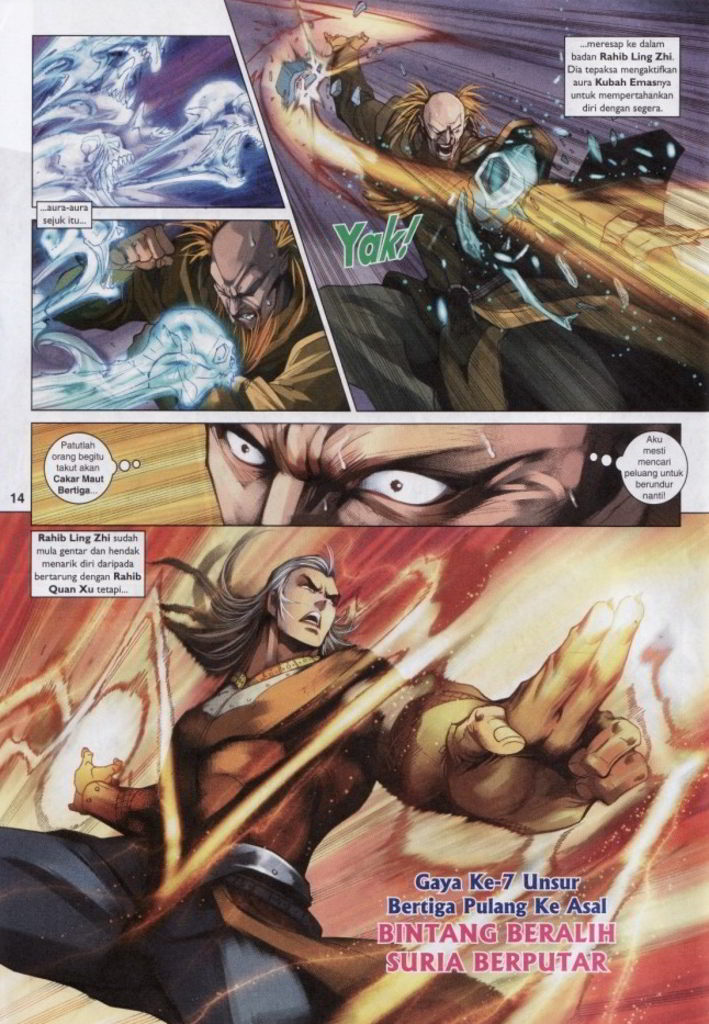 ...aura-aura
sejuk itu...
...meresap ke dalam
badan Rahib Ling Zhi.
Dia tepaksa mengaktifkan
aura Kubah Emasnya
untuk mempertahankan
diri dengan segera.
Yak!
Patutlah
orang begitu
takut akan
Cakar Maut
Bertiga...
Aku
mesti
mencari
peluang untuk
berundur
nanti!
14
Rahib Ling Zhi sudah
mula gentar dan hendak
menarik diri daripada
bertarung dengan Rahib
Quan Xu tetapi...
Gaya Ke-7 Unsur
Bertiga Pulang Ke Asal
BINTANG BERALIH
SURIA BERPUTAR